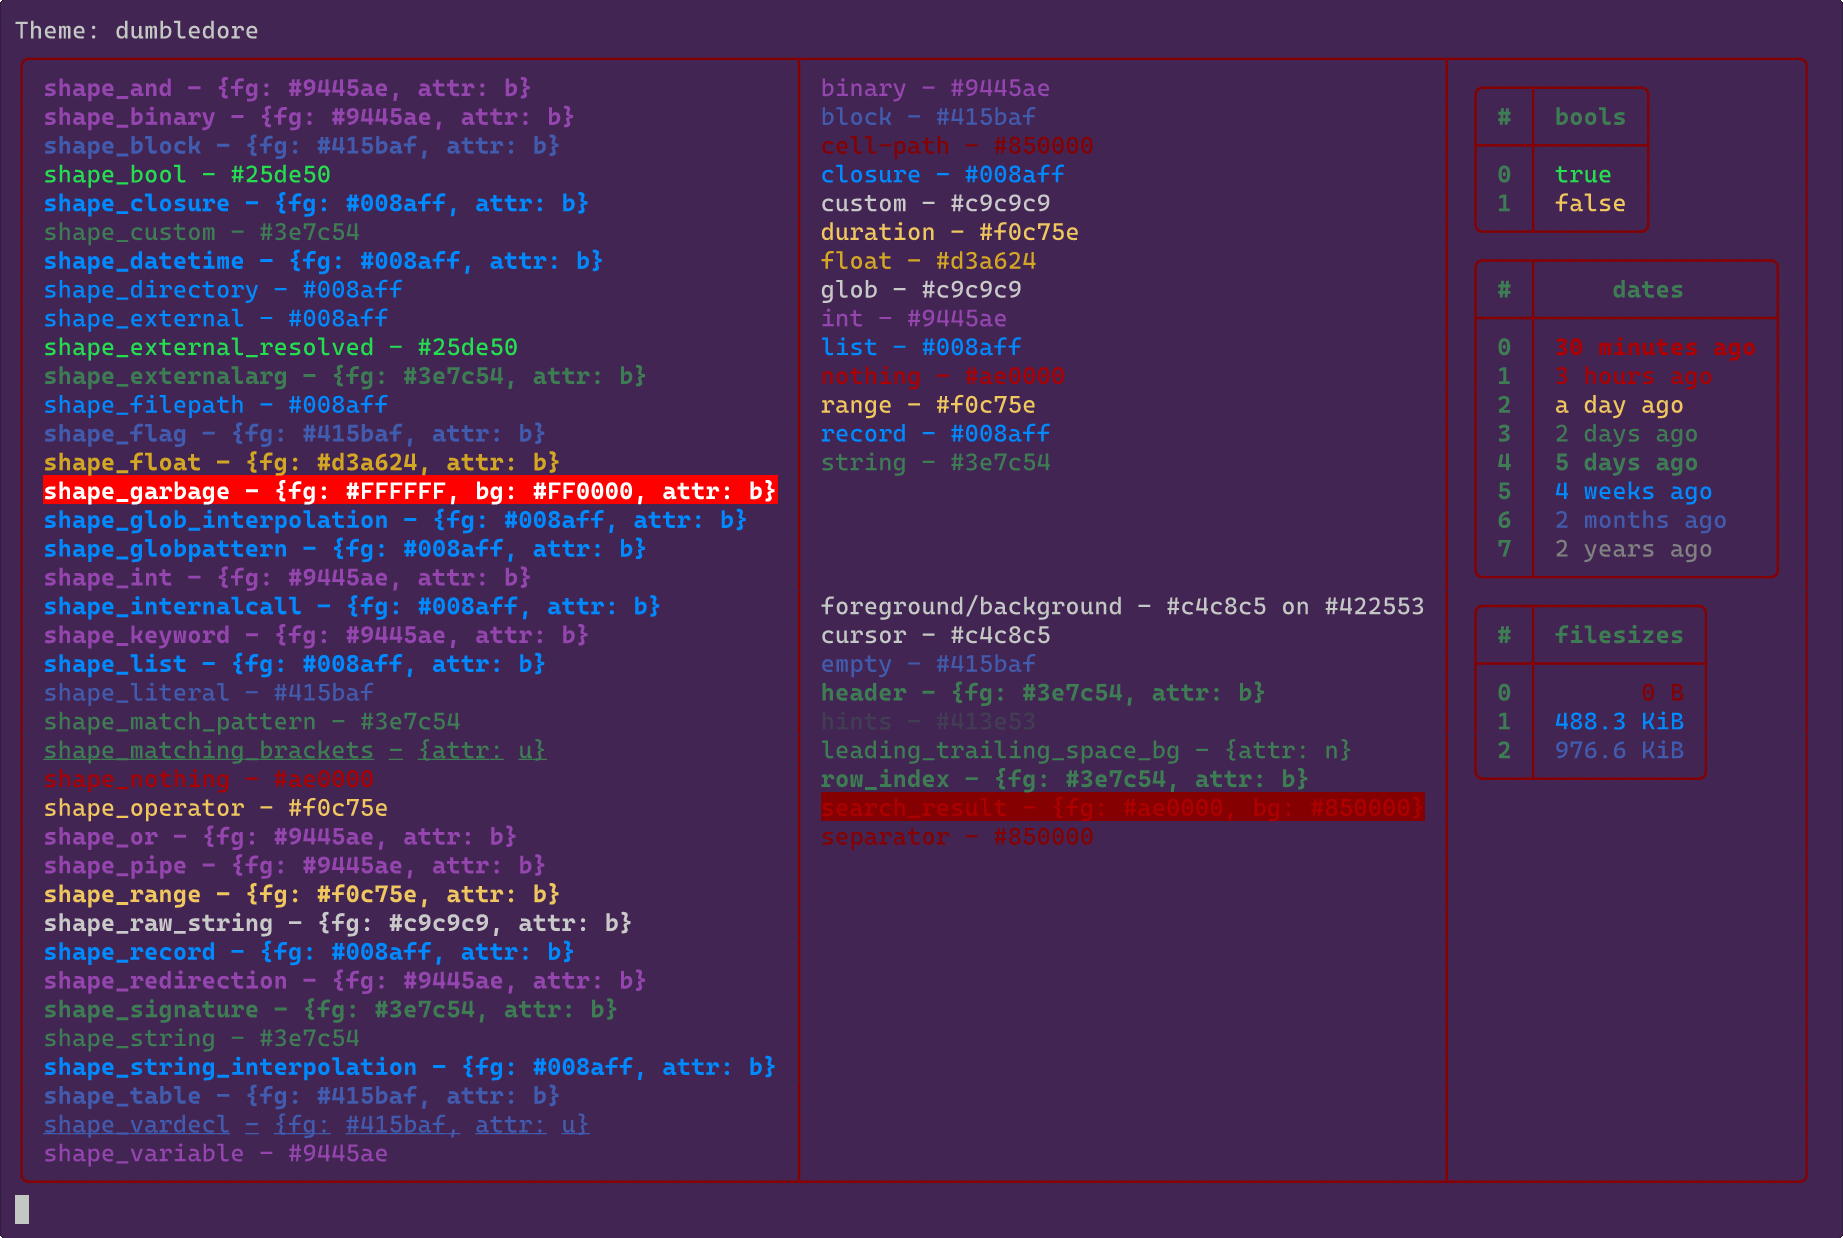 Theme: dumbledore
shape_and - {fg: #9445ae, attr: b}
shape_binary - {fg: #9445ae, attr: b}
shape_block - {fg: #415baf, attr: b}
shape_bool - #25de50
shape_closure - {fg: #008aff, attr: b}
shape_custom - #3e7c54
shape_datetime - {fg: #008aff, attr: b}
shape_directory - #008aff
shape_external - #008aff
shape_external_resolved - #25de50
shape_externalarg - {fg: #3e7c54, attr: b}
shape_filepath - #008aff
shape_flag - {fg: #415baf, attr: b}
shape_float - {fg: #d3a624, attr: b}
shape_garbage - {fg: #FFFFFF, bg: #FF0000, attr: b}
shape_glob_interpolation - {fg: #008aff, attr: b}
shape_globpattern - {fg: #008aff, attr: b}
shape_int - {fg: #9445ae, attr: b}
shape_internalcall - {fg: #008aff, attr: b}
shape_keyword - {fg: #9445ae, attr: b}
shape_list - {fg: #008aff, attr: b}
shape_literal - #415baf
shape_match_pattern - #3e7c54
shape_matching_brackets - {attr: u}
shape_nothing - #ae0000
shape_operator - #f0c75e
shape_or - {fg: #9445ae, attr: b}
shape_pipe - {fg: #9445ae, attr: b}
shape_range - {fg: #f0c75e, attr: b}
shape_raw_string - {fg: #c9c9c9, attr: b}
shape_record - {fg: #008aff, attr: b}
shape_redirection - {fg: #9445ae, attr: b}
shape_signature - {fg: #3e7c54, attr: b}
shape_string - #3e7c54
shape_string_interpolation - {fg: #008aff, attr: b}
shape_table - {fg: #415baf, attr: b}
shape_vardecl - {fg: #415baf, attr: u}
shape_variable - #9445ae
binary - #9445ae
block - #415baf
cell-path - #850000
closure - #008aff
custom - #c9c9c9
duration - #f0c75e
float - #d3a624
glob - #c9c9c9
int - #9445ae
list - #008aff
nothing - #ae0000
range - #f0c75e
record - #008aff
string - #3e7c54
foreground/background - #c4c8c5 on #422553
cursor - #c4c8c5
empty - #415baf
header - {fg: #3e7c54, attr: b}
hints - #413e53
leading_trailing_space_bg - {attr: n}
row_index - {fg: #3e7c54, attr: b}
search_result - {fg: #ae0000, bg: #850000}
separator - #850000
# bools
0 true
1 false
# dates
0 30 minutes ago
1 3 hours ago
2 a day ago
3 2 days ago
4 5 days ago
5 4 weeks ago
6 2 months ago
7 2 years ago
# filesizes
0 0 B
1 488.3 KiB
2 976.6 KiB